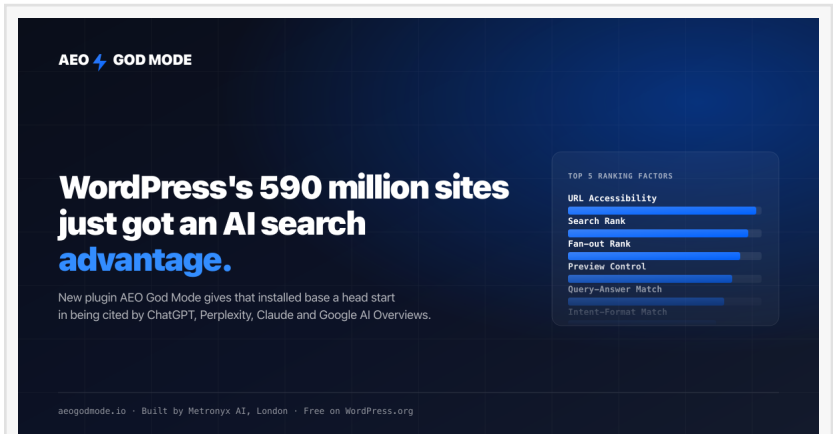 AEO GOD MODE
WordPress's 590 million sites
just got an AI search
advantage.
New plugin AEO God Mode gives that installed base a head start
in being cited by ChatGPT, Perplexity, Claude and Google AI Overviews.
TOP 5 RANKING FACTORS
URL Accessibility
Search Rank
Fan-out Rank
Preview Control
Query-Answer Match
Intent-Format Match
aeogodmode.io · Built by Metronyx AI, London · Free on WordPress.org